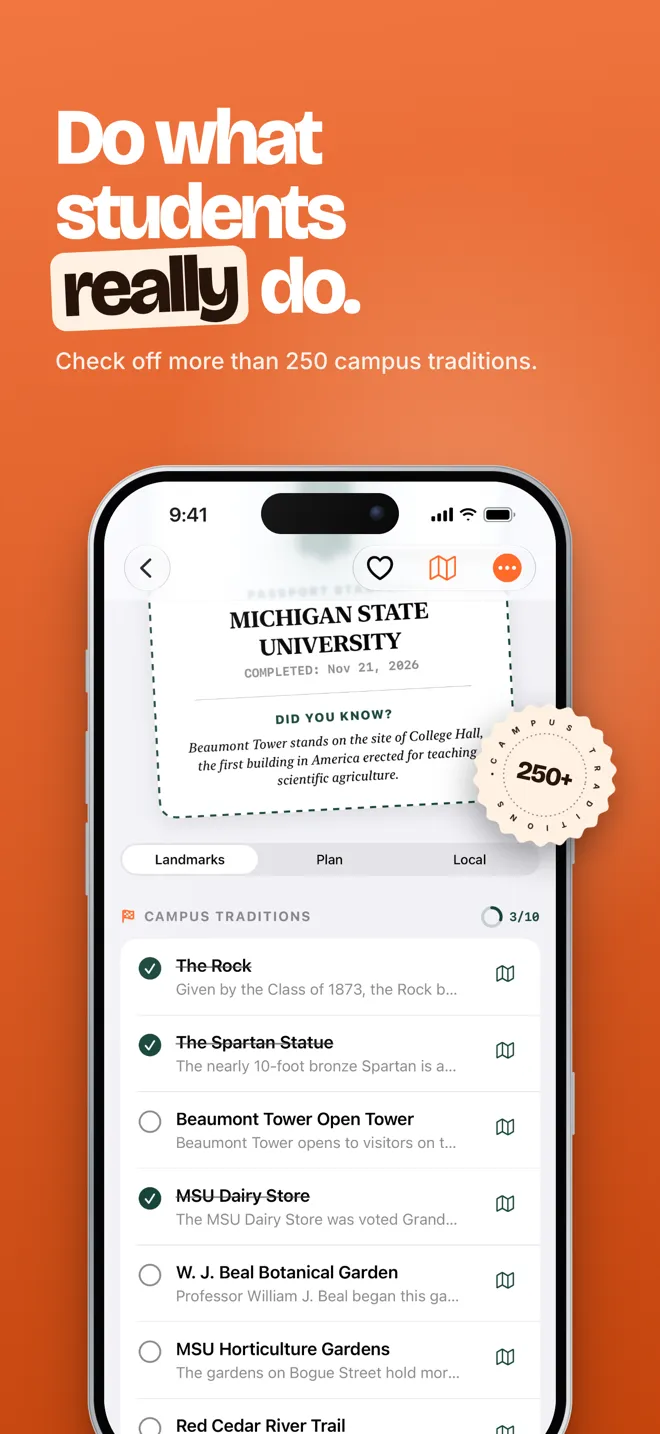 Do what
students
really do.
Check off more than 250 campus traditions.
9:41
MICHIGAN STATE
UNIVERSITY
COMPLETED: Nov 21, 2026
DID YOU KNOW?
Beaumont Tower stands on the site of College Hall,
the first building in America erected for teaching
scientific agriculture.
• CAMPUS TRADITIONS
250+
Landmarks
Plan
Local
CAMPUS TRADITIONS
3/10
The Rock
Given by the Class of 1873, the Rock b...
The Spartan Statue
The nearly 10-foot bronze Spartan is a...
Beaumont Tower Open Tower
Beaumont Tower opens to visitors on t...
MSU Dairy Store
The MSU Dairy Store was voted Grand...
W. J. Beal Botanical Garden
Professor William J. Beal began this ga...
MSU Horticulture Gardens
The gardens on Bogue Street hold mor...
Red Cedar River Trail